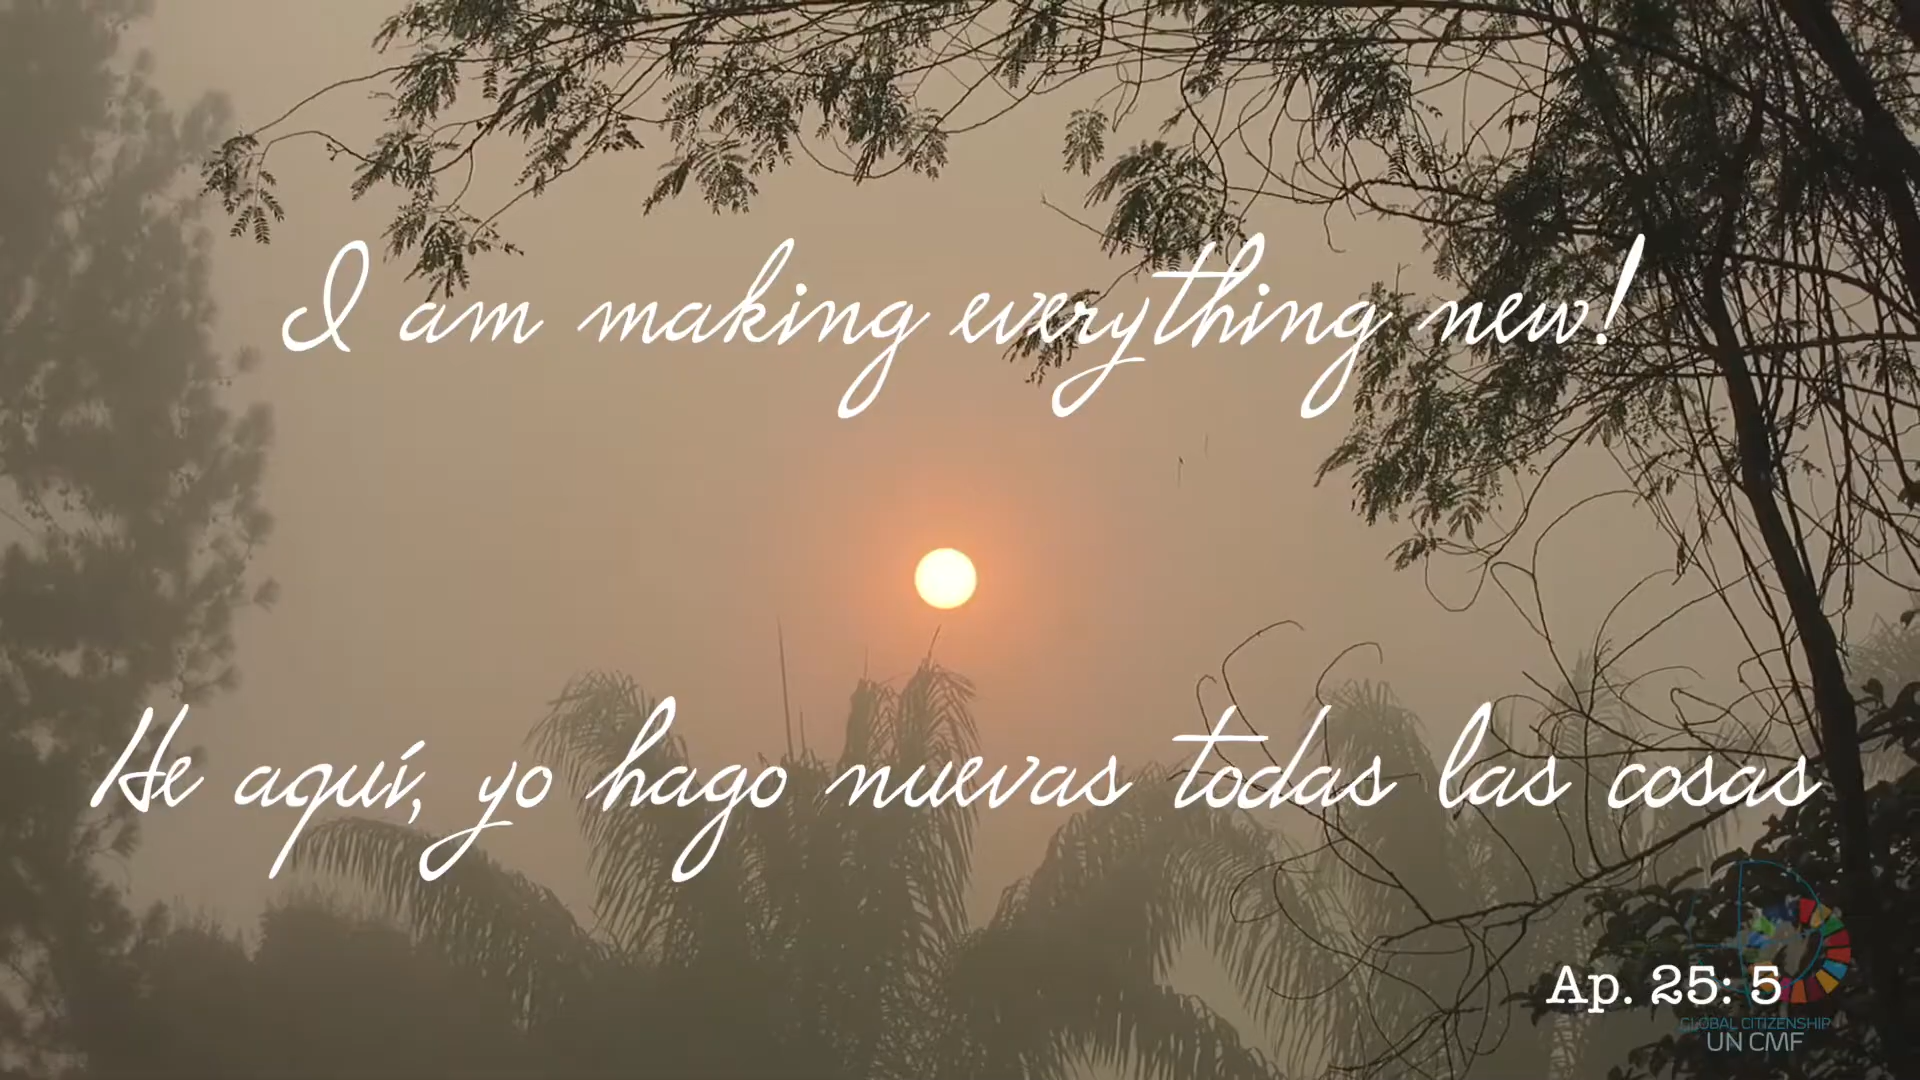 I am making everything new!
He aquí, yo hago nuevas todas las cosas
Ap. 25: 5
GLOBAL CITIZENSHIP
UN CMF